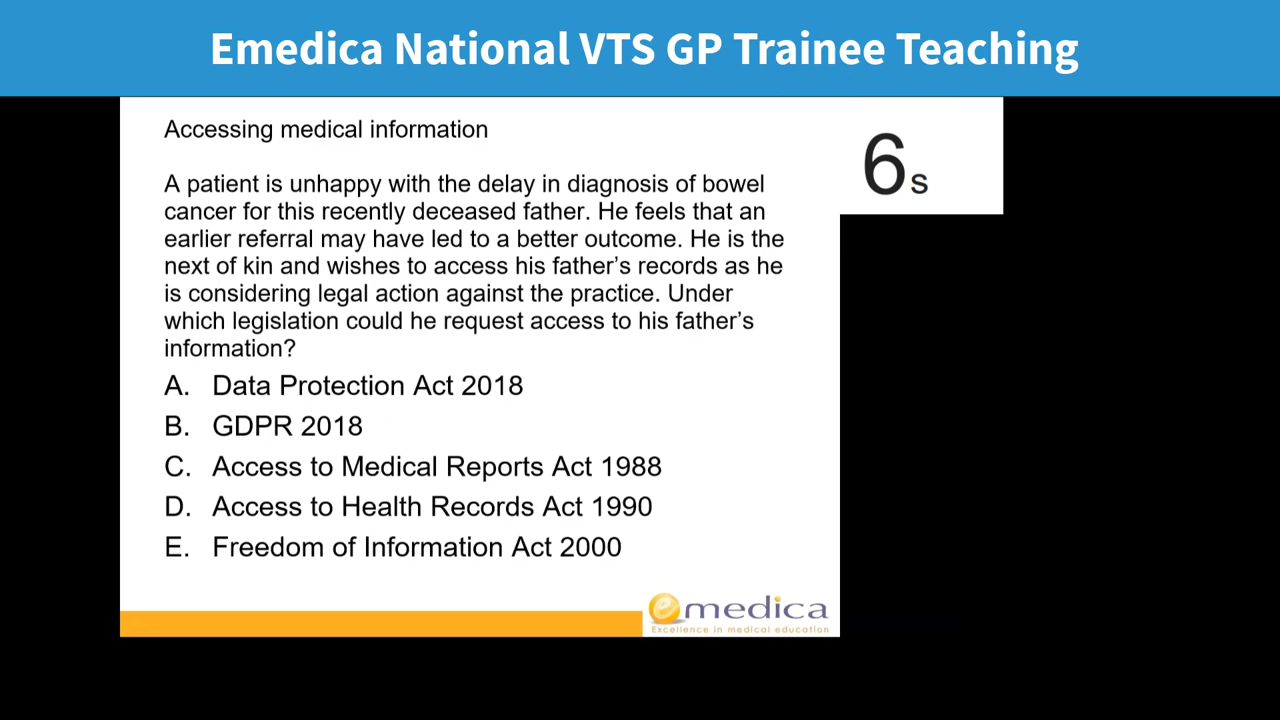 Emedica National VTS GP Trainee Teaching
Accessing medical information
6s
A patient is unhappy with the delay in diagnosis of bowel
cancer for this recently deceased father. He feels that an
earlier referral may have led to a better outcome. He is the
next of kin and wishes to access his father's records as he
is considering legal action against the practice. Under
which legislation could he request access to his father's
information?
A. Data Protection Act 2018
B. GDPR 2018
C. Access to Medical Reports Act 1988
D. Access to Health Records Act 1990
E. Freedom of Information Act 2000
emedica
Excellence in medical education